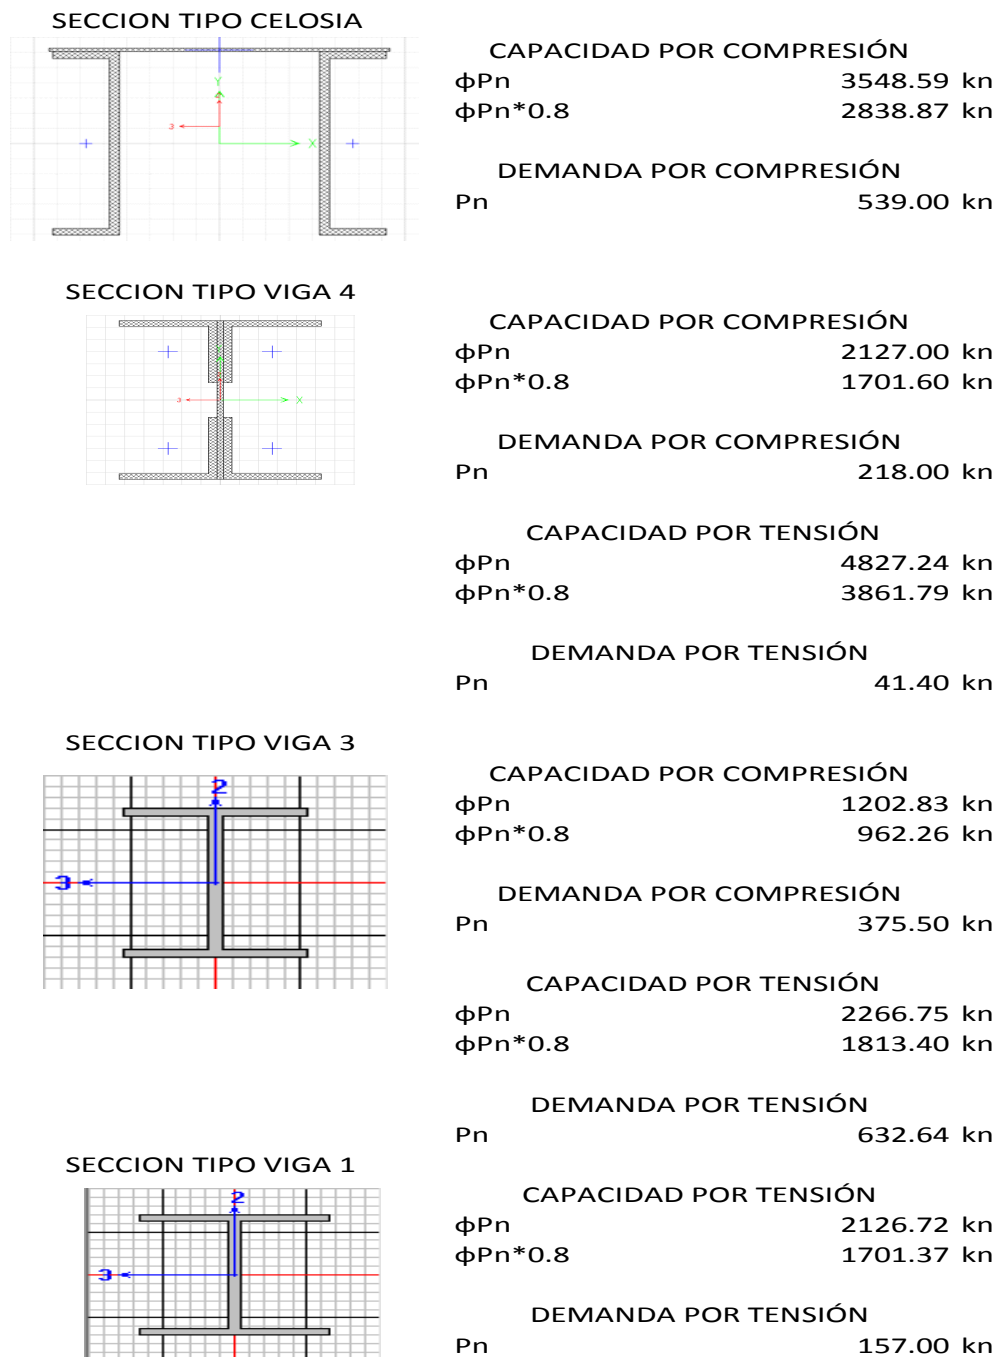 SECCION TIPO CELOSIA
Y
3
X
CAPACIDAD POR COMPRESIÓN
ϕPn 3548.59 kn
ϕPn*0.8 2838.87 kn
DEMANDA POR COMPRESIÓN
Pn 539.00 kn
SECCION TIPO VIGA 4
3
X
CAPACIDAD POR COMPRESIÓN
ϕPn 2127.00 kn
ϕPn*0.8 1701.60 kn
DEMANDA POR COMPRESIÓN
Pn 218.00 kn
CAPACIDAD POR TENSIÓN
ϕPn 4827.24 kn
ϕPn*0.8 3861.79 kn
DEMANDA POR TENSIÓN
Pn 41.40 kn
SECCION TIPO VIGA 3
2
3
CAPACIDAD POR COMPRESIÓN
ϕPn 1202.83 kn
ϕPn*0.8 962.26 kn
DEMANDA POR COMPRESIÓN
Pn 375.50 kn
CAPACIDAD POR TENSIÓN
ϕPn 2266.75 kn
ϕPn*0.8 1813.40 kn
DEMANDA POR TENSIÓN
Pn 632.64 kn
SECCION TIPO VIGA 1
2
3
CAPACIDAD POR TENSIÓN
ϕPn 2126.72 kn
ϕPn*0.8 1701.37 kn
DEMANDA POR TENSIÓN
Pn 157.00 kn